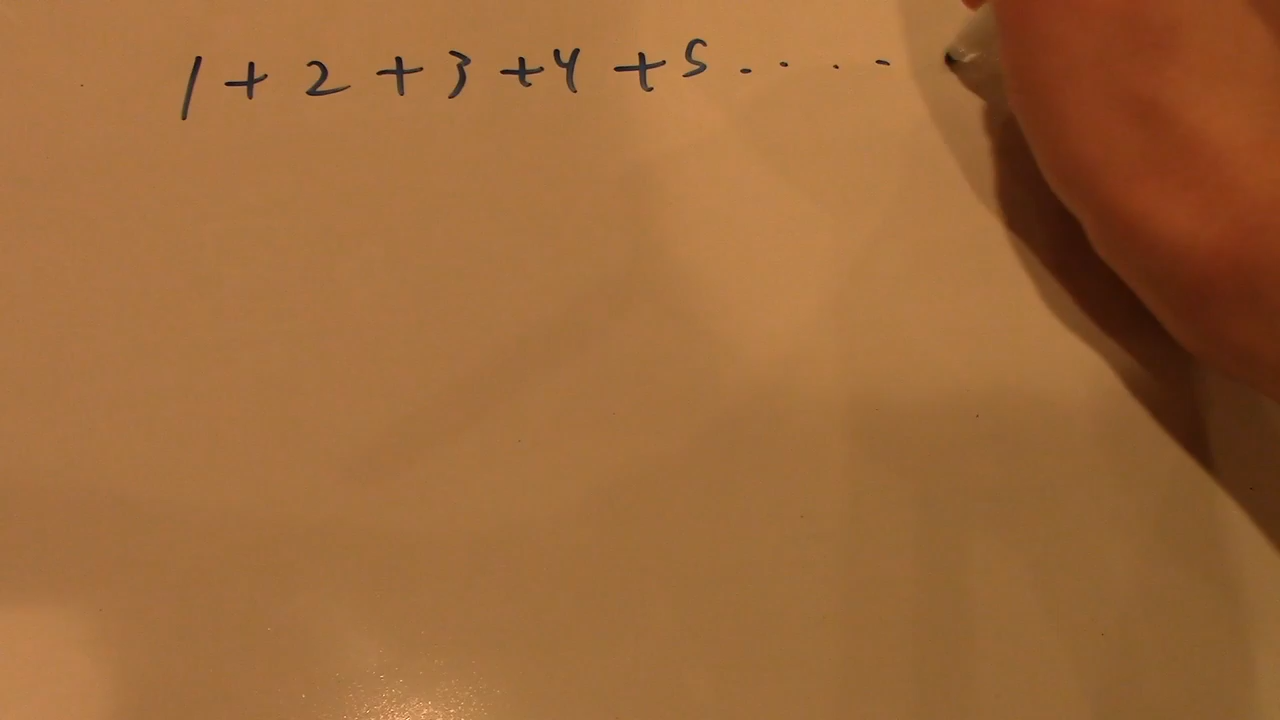 1 + 2 + 3 + 4 + 5 . . . .